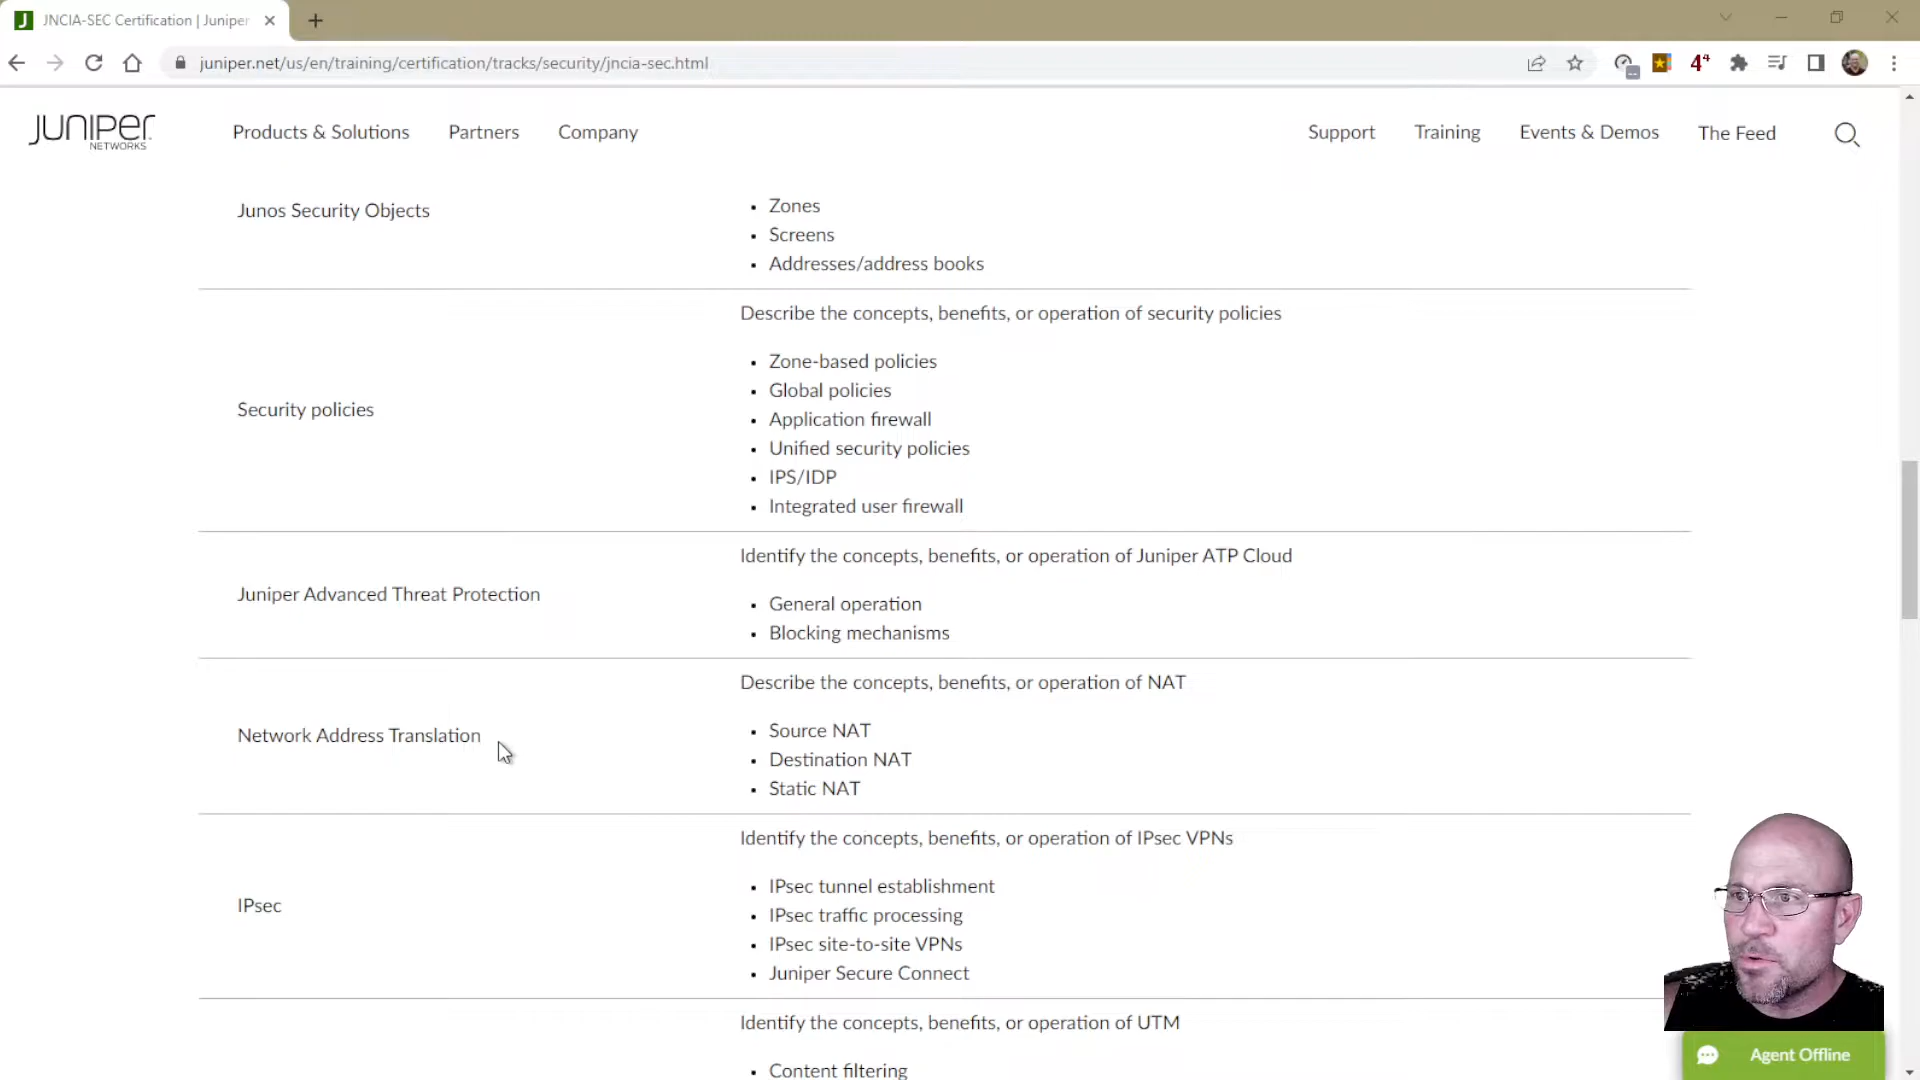 JNCIA-SEC Certification | Juniper
juniper.net/us/en/training/certification/tracks/security/jncia-sec.html
4⁴
JUNIPEr
NETWORKS
Products & Solutions
Partners
Company
Support
Training
Events & Demos
The Feed
Junos Security Objects
• Zones
• Screens
• Addresses/address books
Describe the concepts, benefits, or operation of security policies
Security policies
• Zone-based policies
• Global policies
• Application firewall
• Unified security policies
• IPS/IDP
• Integrated user firewall
Identify the concepts, benefits, or operation of Juniper ATP Cloud
Juniper Advanced Threat Protection
• General operation
• Blocking mechanisms
Describe the concepts, benefits, or operation of NAT
Network Address Translation
• Source NAT
• Destination NAT
• Static NAT
Identify the concepts, benefits, or operation of IPsec VPNs
IPsec
• IPsec tunnel establishment
• IPsec traffic processing
• IPsec site-to-site VPNs
• Juniper Secure Connect
Identify the concepts, benefits, or operation of UTM
• Content filtering
Agent Offline